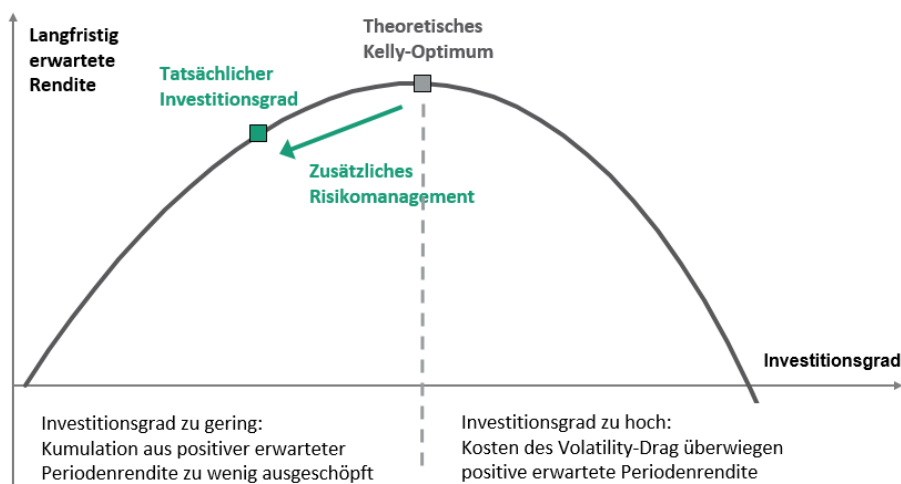 Langfristig
erwartete
Rendite
Theoretisches
Kelly-Optimum
Tatsächlicher
Investitionsgrad
Zusätzliches
Risikomanagement
Investitionsgrad
Investitionsgrad zu gering:
Kumulation aus positiver erwarteter
Periodenrendite zu wenig ausgeschöpft
Investitionsgrad zu hoch:
Kosten des Volatility-Drag überwiegen
positive erwartete Periodenrendite